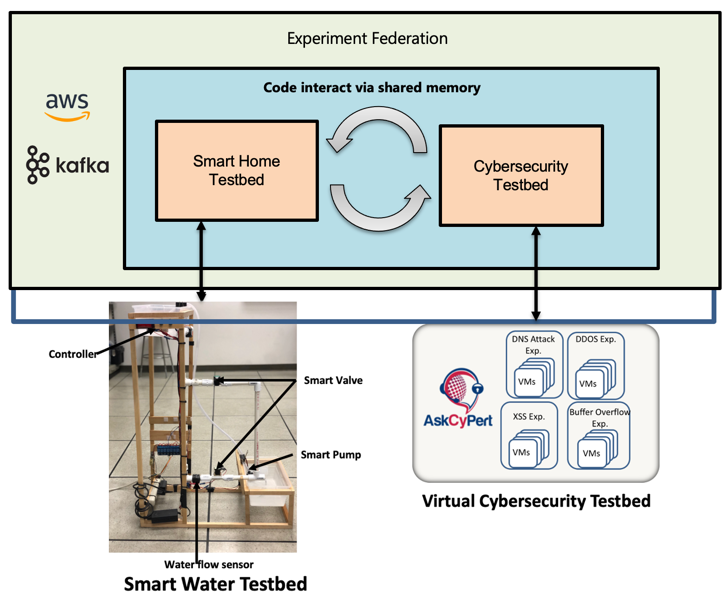 Experiment Federation
aws
kafka
Code interact via shared memory
Smart Home
Testbed
Cybersecurity
Testbed
Controller
Smart Valve
Smart Pump
Water flow sensor
Smart Water Testbed
AskCyPert
DNS Attack
Exp.
VMs
DDOS Exp.
VMs
XSS Exp.
VMs
Buffer Overflow
Exp.
VMs
Virtual Cybersecurity Testbed